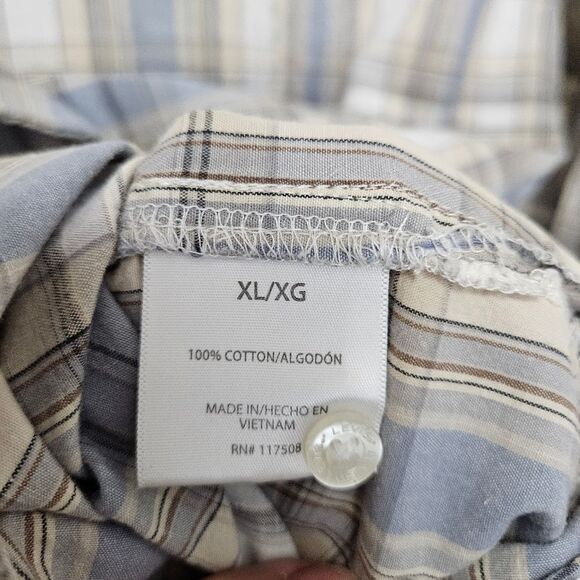 XL/XG
100% COTTON/ALGODÓN
MADE IN/HECHO EN
VIETNAM
RN# 117508